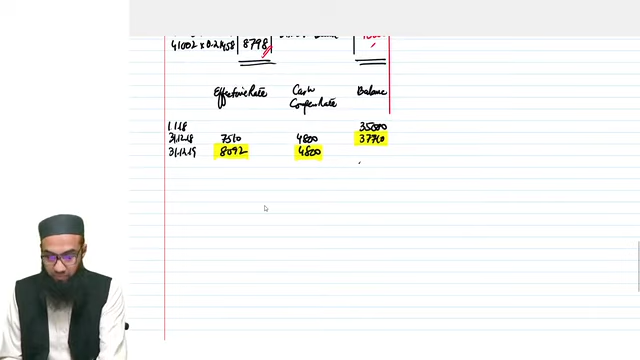 41002 x 0.21458 8798
Effective Rate Cash Coupon Rate Balance
1.1.18 35000
31.12.18 7510 4800 37710
31.12.19 8092 4800